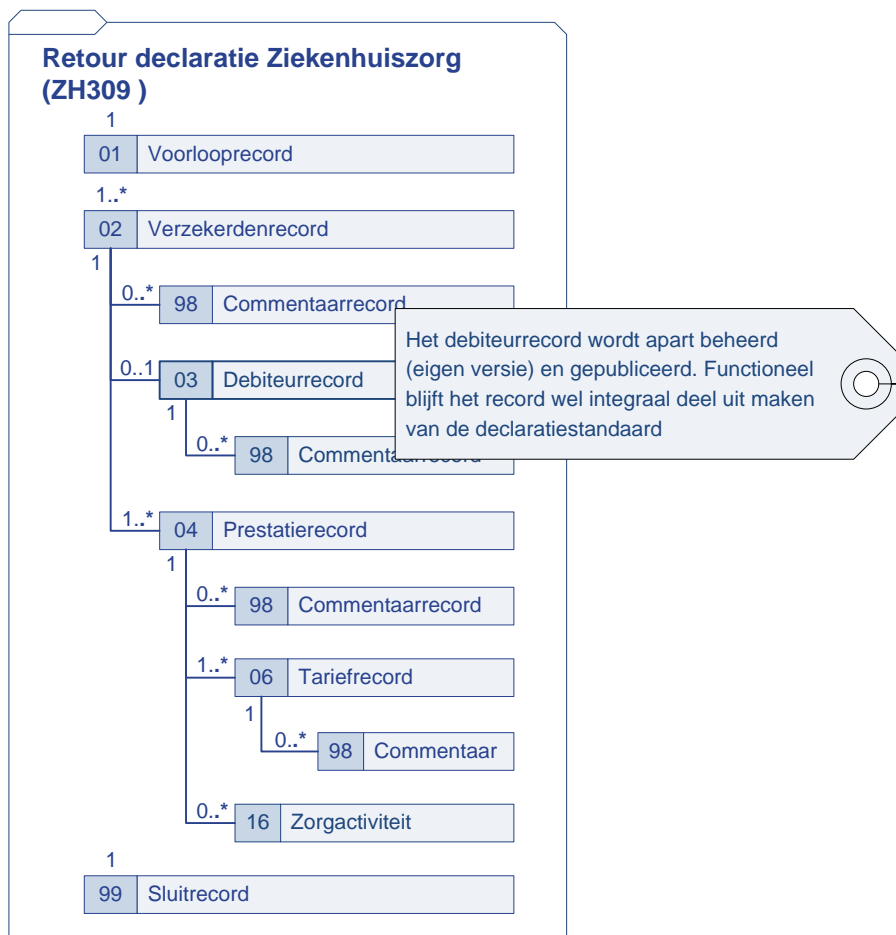 Retour declaratie Ziekenhuiszorg
(ZH309 )
1
01 Voorlooprecord
1..*
02 Verzekerdenrecord
1
0..* 98 Commentaarrecord
Het debiteurrecord wordt apart beheerd
(eigen versie) en gepubliceerd. Functioneel
blijft het record wel integraal deel uit maken
van de declaratiestandaard
0..1 03 Debiteurrecord
1
0..* 98 Commentaarrecord
1..* 04 Prestatierecord
1
0..* 98 Commentaarrecord
1..* 06 Tariefrecord
1
0..* 98 Commentaar
0..* 16 Zorgactiviteit
1
99 Sluitrecord